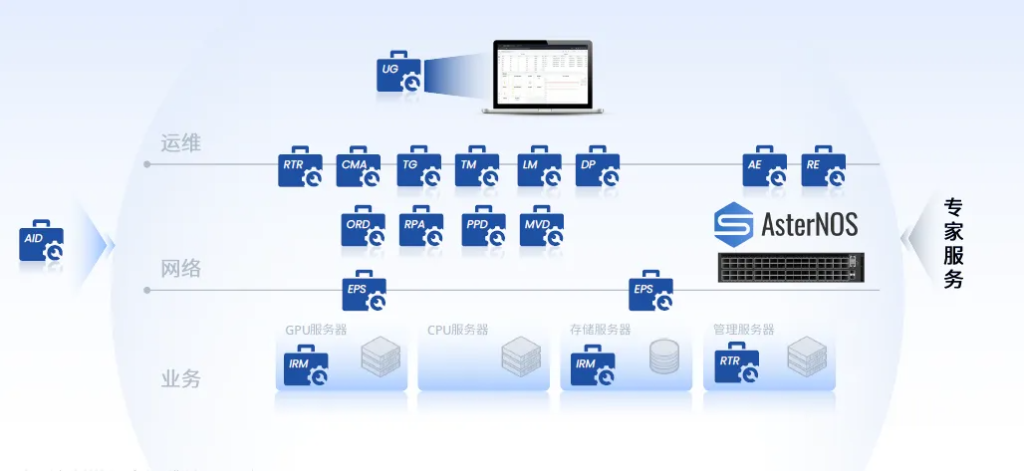 UG
运维
RTR CMA TG TM LM DP AE RE
ORD RPA PPD MVD
AsterNOS
AID
专家服务
网络
EPS EPS
GPU服务器 CPU服务器 存储服务器 管理服务器
IRM IRM RTR
业务